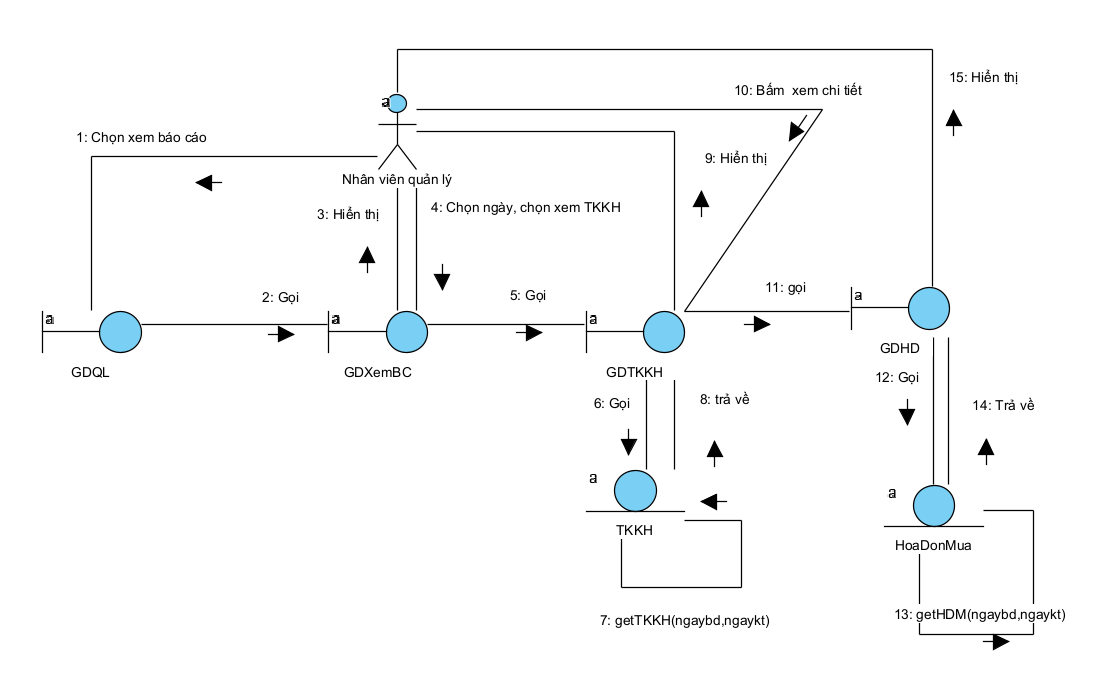 15: Hiển thị
10: Bấm xem chi tiết
a
1: Chọn xem báo cáo
9: Hiển thị
Nhân viên quản lý
3: Hiển thị
4: Chọn ngày, chọn xem TKKH
2: Gọi
5: Gọi
11: gọi
a
a
a
a
GDQL
GDXemBC
GDTKKH
GDHD
12: Gọi
6: Gọi
8: trả về
14: Trả về
a
a
TKKH
HoaDonMua
7: getTKKH(ngaybd,ngaykt)
13: getHDM(ngaybd,ngaykt)